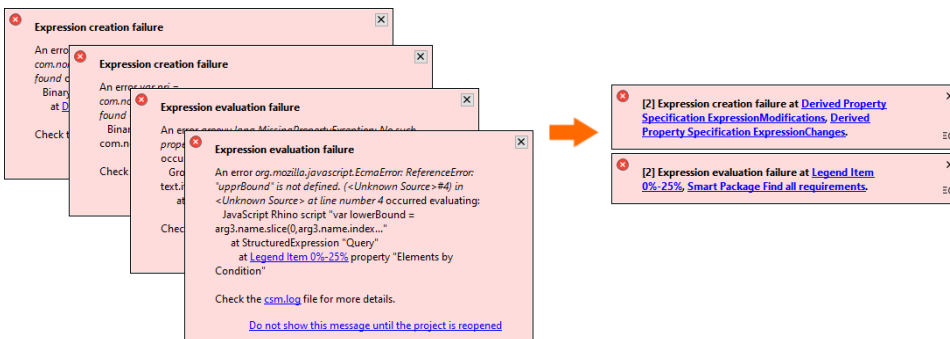 Expression creation failure
An erro
com.nor
found o
Binary
at D
Check t
Expression creation failure
An error var pri =
com.no
found
Binar
com.n
Check
Expression evaluation failure
An error groovy.lang.MissingPropertyException: No such
prope
occu
Gro
text.i
at
Chec
Expression evaluation failure
An error org.mozilla.javascript.EcmaError: ReferenceError:
"upprBound" is not defined. (<Unknown Source>#4) in
<Unknown Source> at line number 4 occurred evaluating:
JavaScript Rhino script "var lowerBound =
arg3.name.slice(0,arg3.name.index..."
at StructuredExpression "Query"
at Legend Item 0%-25% property "Elements by
Condition"
Check the csm.log file for more details.
Do not show this message until the project is reopened
[2] Expression creation failure at Derived Property
Specification ExpressionModifications, Derived
Property Specification ExpressionChanges.
[2] Expression evaluation failure at Legend Item
0%-25%, Smart Package Find all requirements.